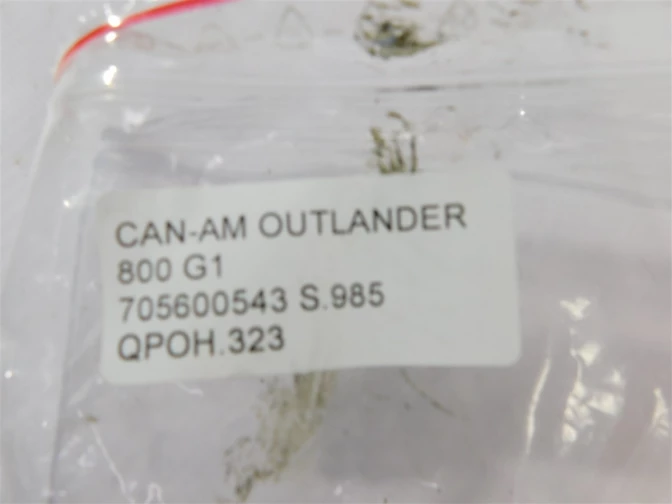 CAN-AM OUTLANDER
800 G1
705600543 S.985
QPOH.323